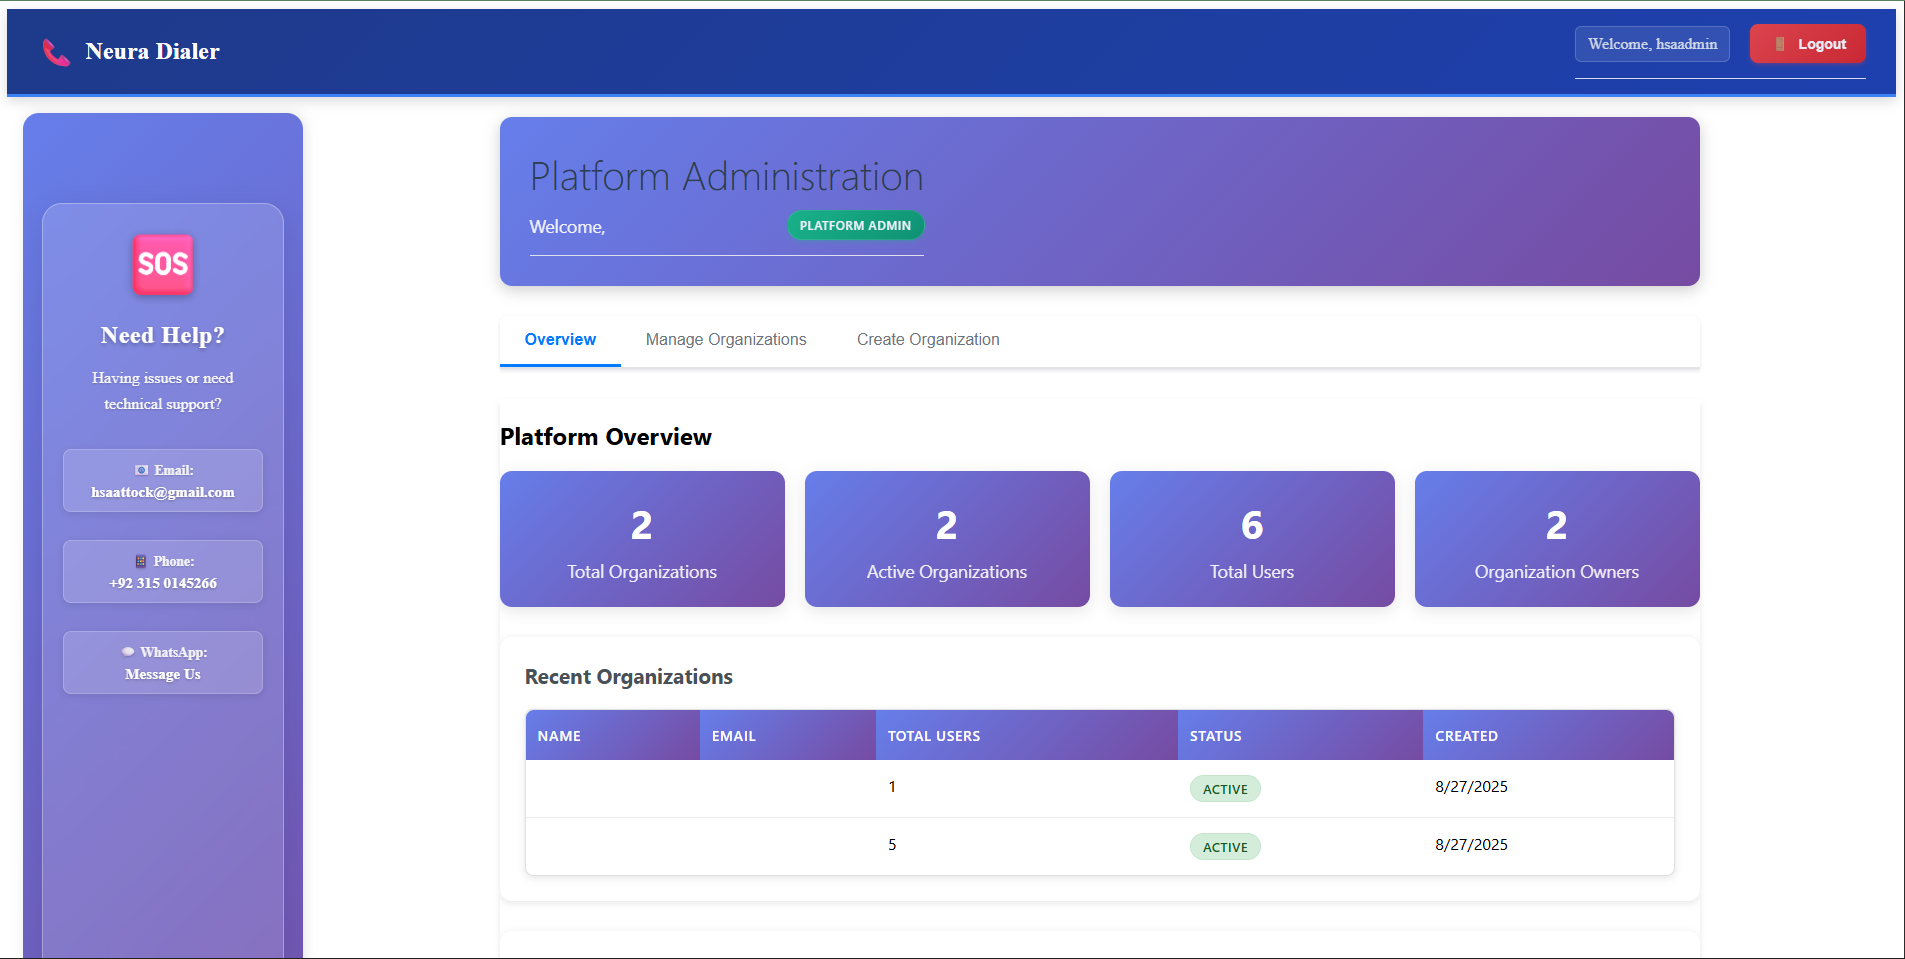 Neura Dialer
Welcome, hsaadmin
Logout
SOS
Need Help?
Having issues or need
technical support?
Email:
hsaattock@gmail.com
Phone:
+92 315 0145266
WhatsApp:
Message Us
Platform Administration
Welcome,
PLATFORM ADMIN
Overview Manage Organizations Create Organization
Platform Overview
2 2 6 2
Total Organizations Active Organizations Total Users Organization Owners
Recent Organizations
NAME EMAIL TOTAL USERS STATUS CREATED
1 ACTIVE 8/27/2025
5 ACTIVE 8/27/2025